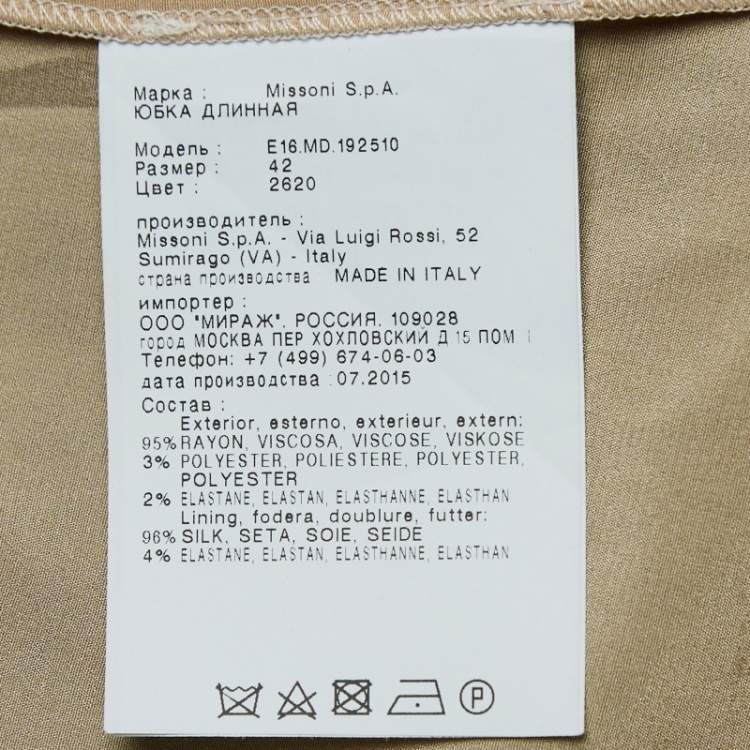 Марка : Missoni S.p.A.
ЮБКА ДЛИННАЯ
Модель : E16.MD.192510
Размер : 42
Цвет : 2620
производитель :
Missoni S.p.A. - Via Luigi Rossi, 52
Sumirago (VA) - Italy
страна производства MADE IN ITALY
импортер :
ООО "МИРАЖ". РОССИЯ, 109028
город МОСКВА ПЕР ХОХЛОВСКИЙ Д 15 ПОМ I
Телефон: +7 (499) 674-06-03
дата производства :07.2015
Состав :
Exterior, esterno, exterieur, extern:
95% RAYON, VISCOSA, VISCOSE, VISKOSE
3% POLYESTER, POLIESTERE, POLYESTER,
POLYESTER
2% ELASTANE, ELASTAN, ELASTHANNE, ELASTHAN
Lining, fodera, doublure, futter:
96% SILK, SETA, SOIE, SEIDE
4% ELASTANE, ELASTAN, ELASTHANNE, ELASTHAN
P